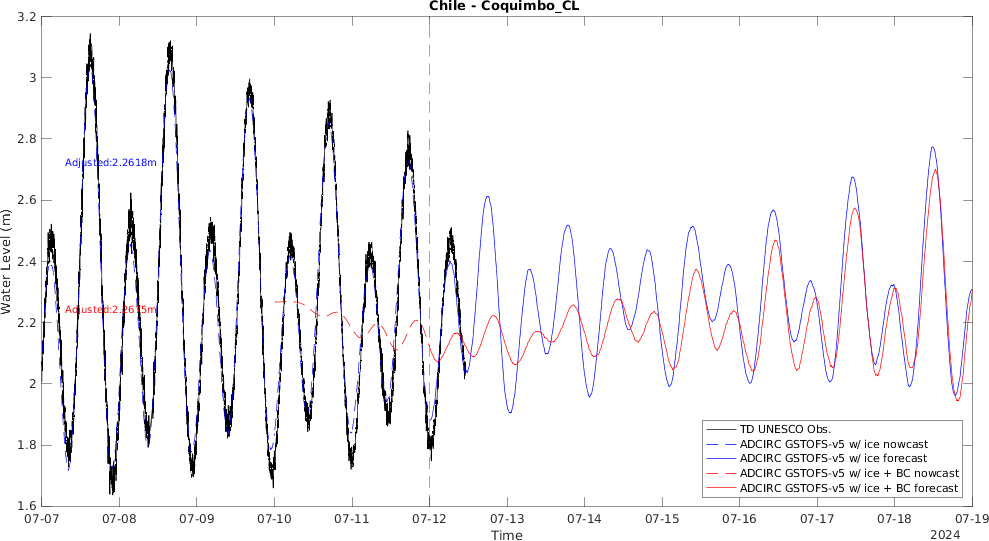 Chile - Coquimbo_CL
3.2
3
2.8
2.6
2.4
2.2
2
1.8
1.6
Water Level (m)
Adjusted:2.2618m
Adjusted:2.2675m
TD UNESCO Obs.
ADCIRC GSTOFS-v5 w/ ice nowcast
ADCIRC GSTOFS-v5 w/ ice forecast
ADCIRC GSTOFS-v5 w/ ice + BC nowcast
ADCIRC GSTOFS-v5 w/ ice + BC forecast
07-07 07-08 07-09 07-10 07-11 07-12 07-13 07-14 07-15 07-16 07-17 07-18 07-19
Time
2024